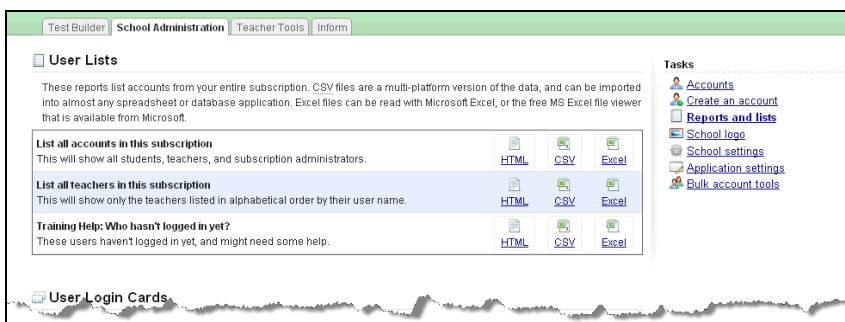 Test Builder School Administration Teacher Tools Inform
User Lists
These reports list accounts from your entire subscription. CSV files are a multi-platform version of the data, and can be imported
into almost any spreadsheet or database application. Excel files can be read with Microsoft Excel, or the free MS Excel file viewer
that is available from Microsoft.
List all accounts in this subscription
This will show all students, teachers, and subscription administrators.
HTML CSV Excel
List all teachers in this subscription
This will show only the teachers listed in alphabetical order by their user name.
HTML CSV Excel
Training Help: Who hasn't logged in yet?
These users haven't logged in yet, and might need some help.
HTML CSV Excel
User Login Cards
Tasks
Accounts
Create an account
Reports and lists
School logo
School settings
Application settings
Bulk account tools